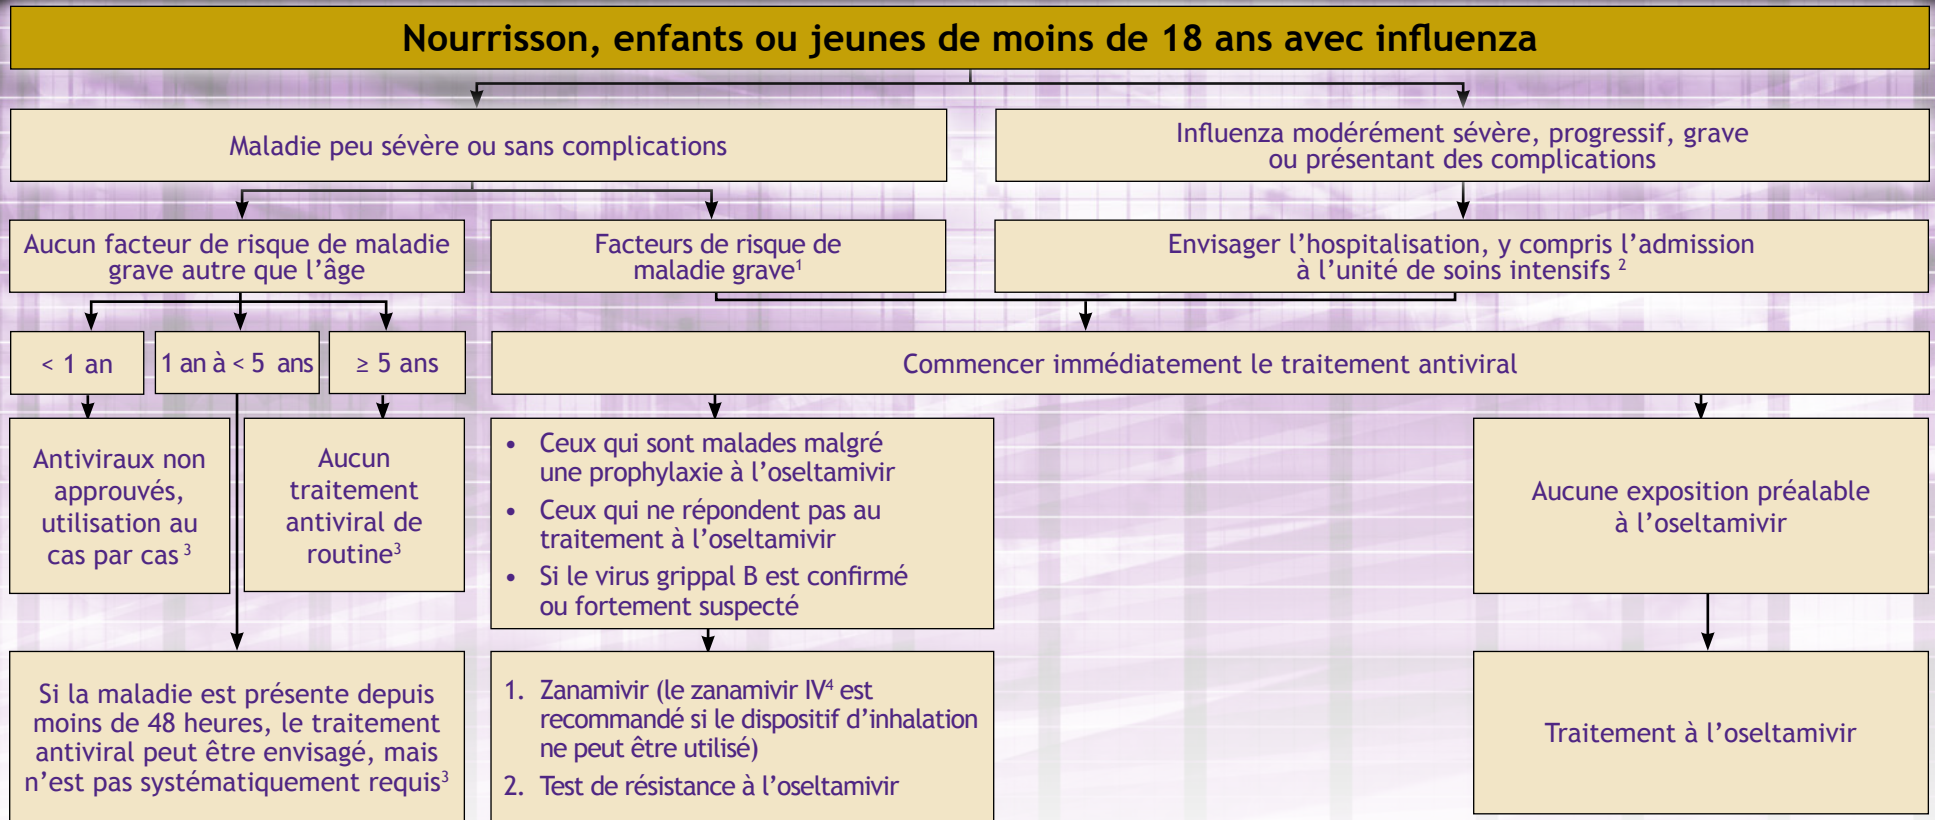 Nourrisson, enfants ou jeunes de moins de 18 ans avec influenza
Maladie peu sévère ou sans complications
Influenza modérément sévère, progressif, grave
ou présentant des complications
Aucun facteur de risque de maladie
grave autre que l’âge
Facteurs de risque de
maladie grave¹
Envisager l’hospitalisation, y compris l’admission
à l’unité de soins intensifs ²
< 1 an
1 an à < 5 ans
≥ 5 ans
Commencer immédiatement le traitement antiviral
Antiviraux non
approuvés,
utilisation au
cas par cas ³
Aucun
traitement
antiviral de
routine³
• Ceux qui sont malades malgré
une prophylaxie à l’oseltamivir
• Ceux qui ne répondent pas au
traitement à l’oseltamivir
• Si le virus grippal B est confirmé
ou fortement suspecté
Aucune exposition préalable
à l’oseltamivir
Si la maladie est présente depuis
moins de 48 heures, le traitement
antiviral peut être envisagé, mais
n’est pas systématiquement requis³
1. Zanamivir (le zanamivir IV⁴ est
recommandé si le dispositif d’inhalation
ne peut être utilisé)
2. Test de résistance à l’oseltamivir
Traitement à l’oseltamivir